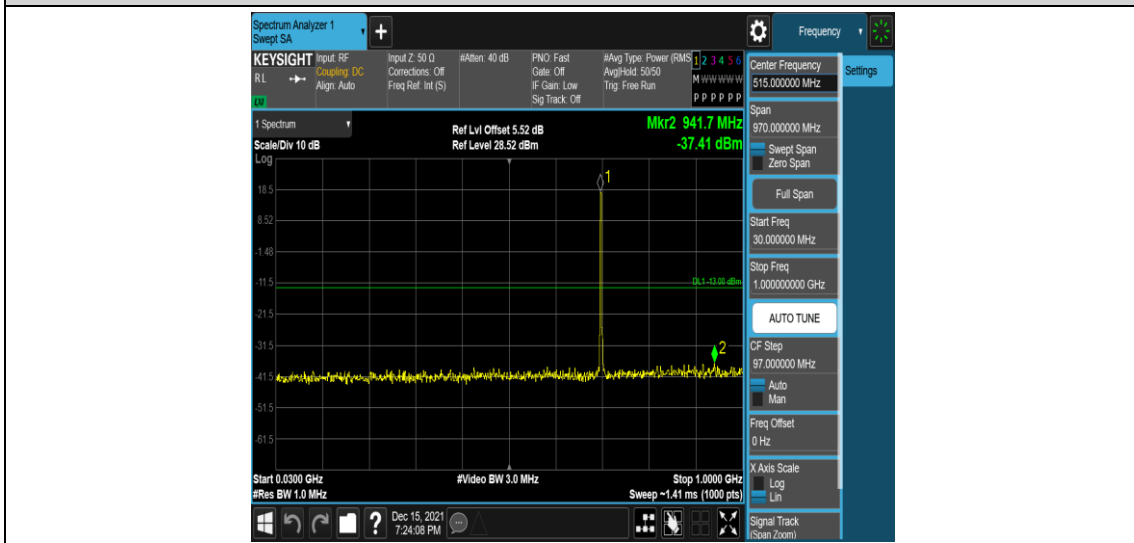 Spectrum Analyzer 1
Swept SA
+
Frequency
KEYSIGHT
RL
LXI
Input: RF
Coupling: DC
Align: Auto
Input Z: 50 Ω
Corrections: Off
Freq Ref: Int (S)
#Atten: 40 dB
PNO: Fast
Gate: Off
IF Gain: Low
Sig Track: Off
#Avg Type: Power (RMS
Avg|Hold: 50/50
Trig: Free Run
1 2 3 4 5 6
M W W W W W
P P P P P P
1 Spectrum
Scale/Div 10 dB
Log
Ref Lvl Offset 5.52 dB
Ref Level 28.52 dBm
Mkr2 941.7 MHz
-37.41 dBm
1
18.5
8.52
-1.48
-11.5
DL1 -13.00 dBm
-21.5
-31.5
2
-41.5
-51.5
-61.5
Start 0.0300 GHz
#Res BW 1.0 MHz
#Video BW 3.0 MHz
Stop 1.0000 GHz
Sweep ~1.41 ms (1000 pts)
?
Dec 15, 2021
7:24:08 PM
Center Frequency
515.000000 MHz
Settings
Span
970.000000 MHz
Swept Span
Zero Span
Full Span
Start Freq
30.000000 MHz
Stop Freq
1.000000000 GHz
AUTO TUNE
CF Step
97.000000 MHz
Auto
Man
Freq Offset
0 Hz
X Axis Scale
Log
Lin
Signal Track
(Span Zoom)